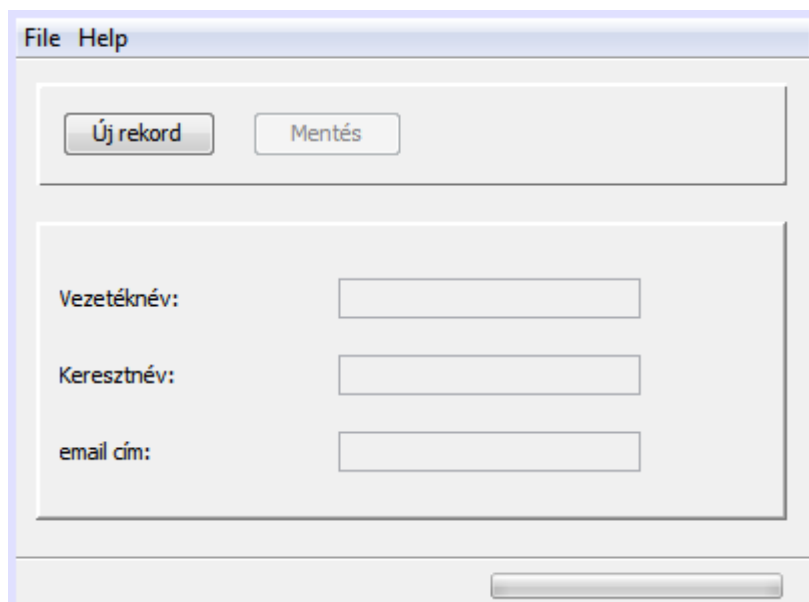 File Help
Új rekord Mentés
Vezetéknév:
Keresztnév:
email cím: